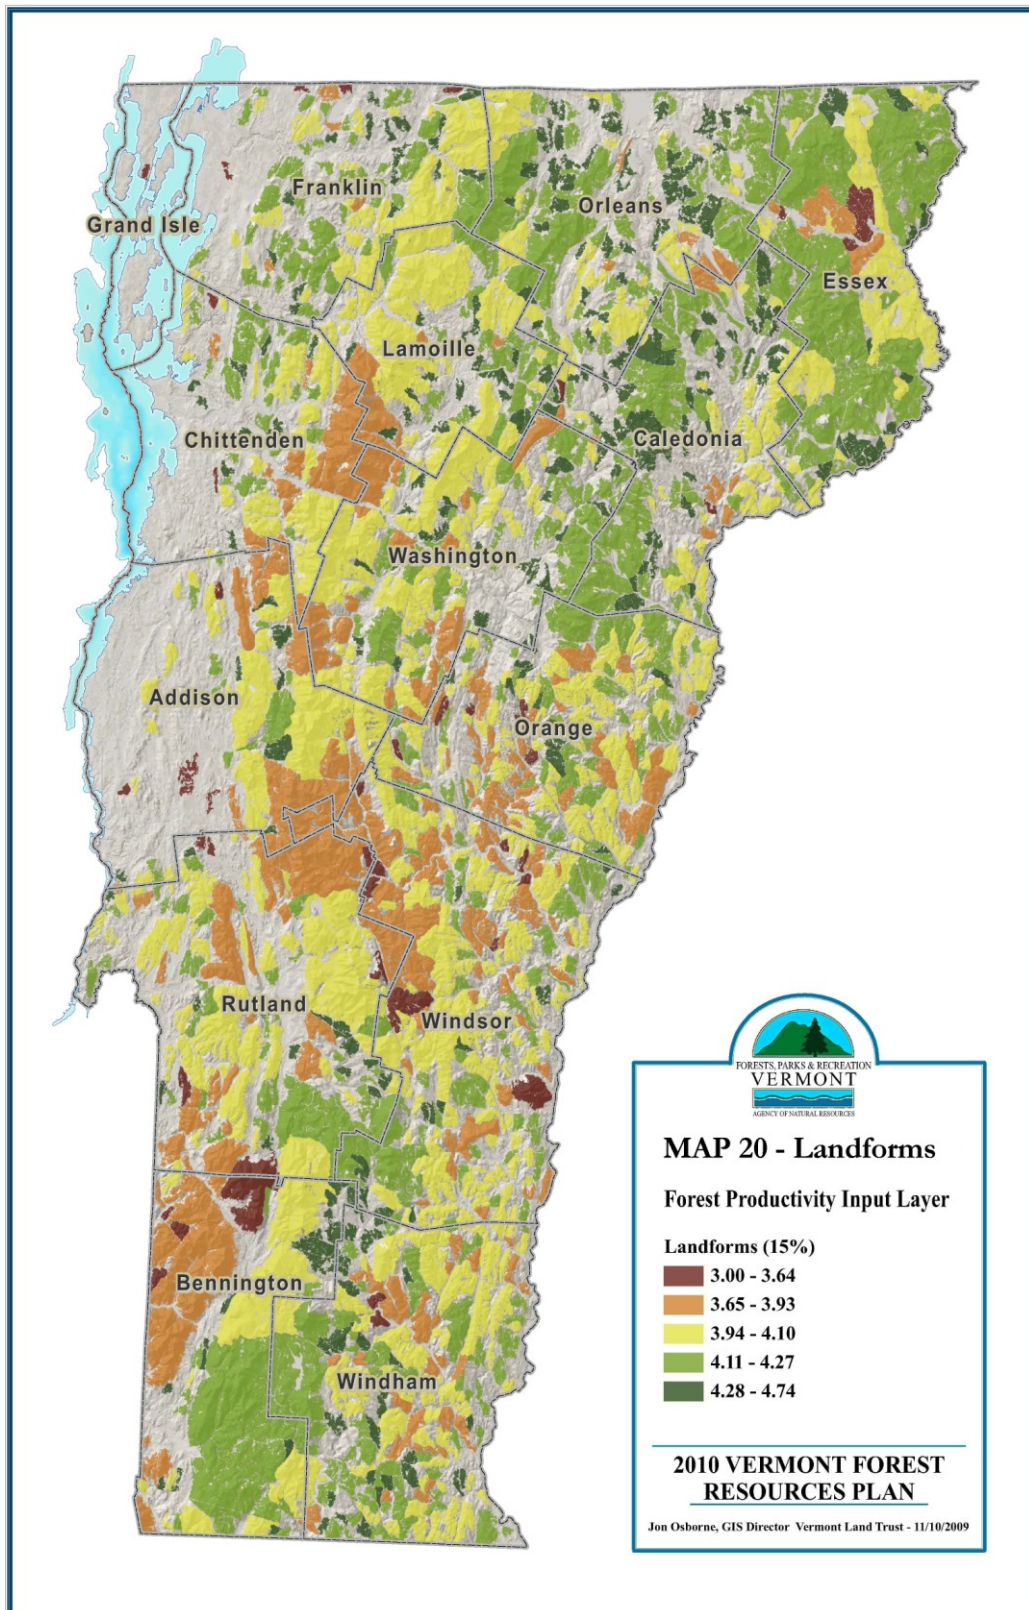 Franklin
Orleans
Grand Isle
Essex
Lamoille
Chittenden
Caledonia
Washington
Addison
Orange
Rutland
Windsor
Bennington
Windham
FORESTS, PARKS & RECREATION
VERMONT
AGENCY OF NATURAL RESOURCES
MAP 20 - Landforms
Forest Productivity Input Layer
Landforms (15%)
3.00 - 3.64
3.65 - 3.93
3.94 - 4.10
4.11 - 4.27
4.28 - 4.74
2010 VERMONT FOREST
RESOURCES PLAN
Jon Osborne, GIS Director Vermont Land Trust - 11/10/2009